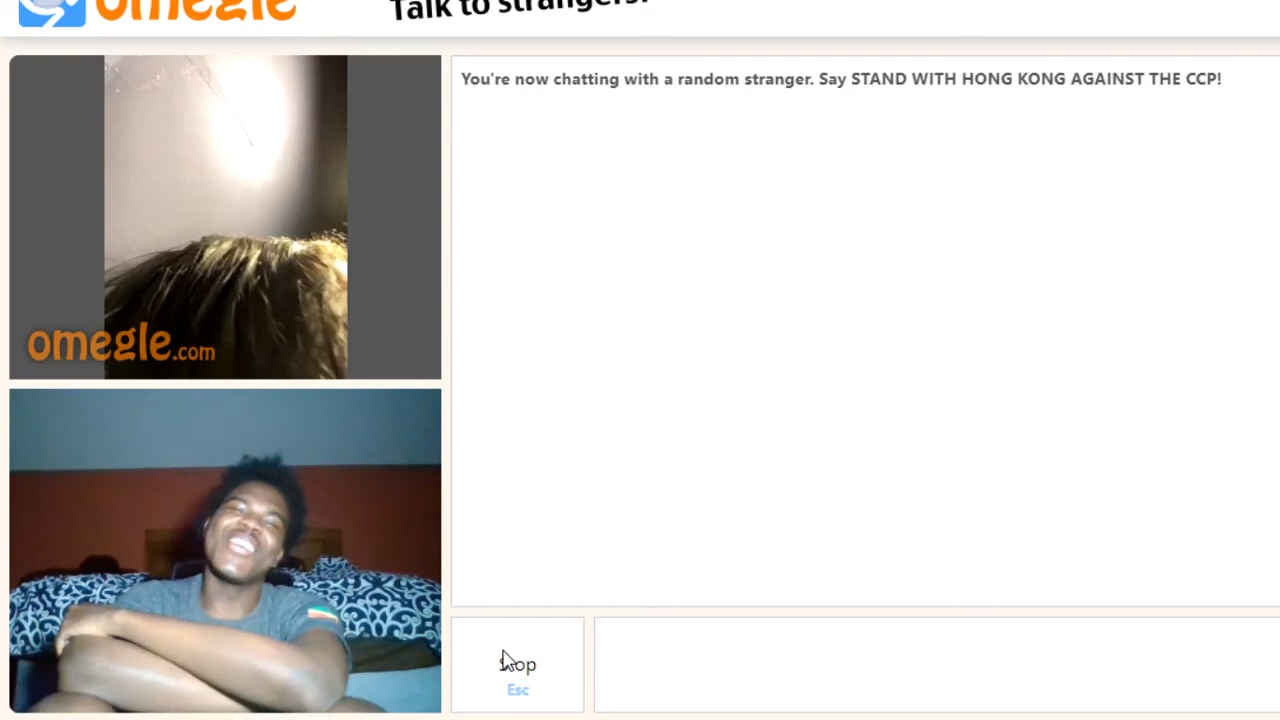 omegle
Talk to strangers!
You're now chatting with a random stranger. Say STAND WITH HONG KONG AGAINST THE CCP!
omegle.com
Stop
Esc